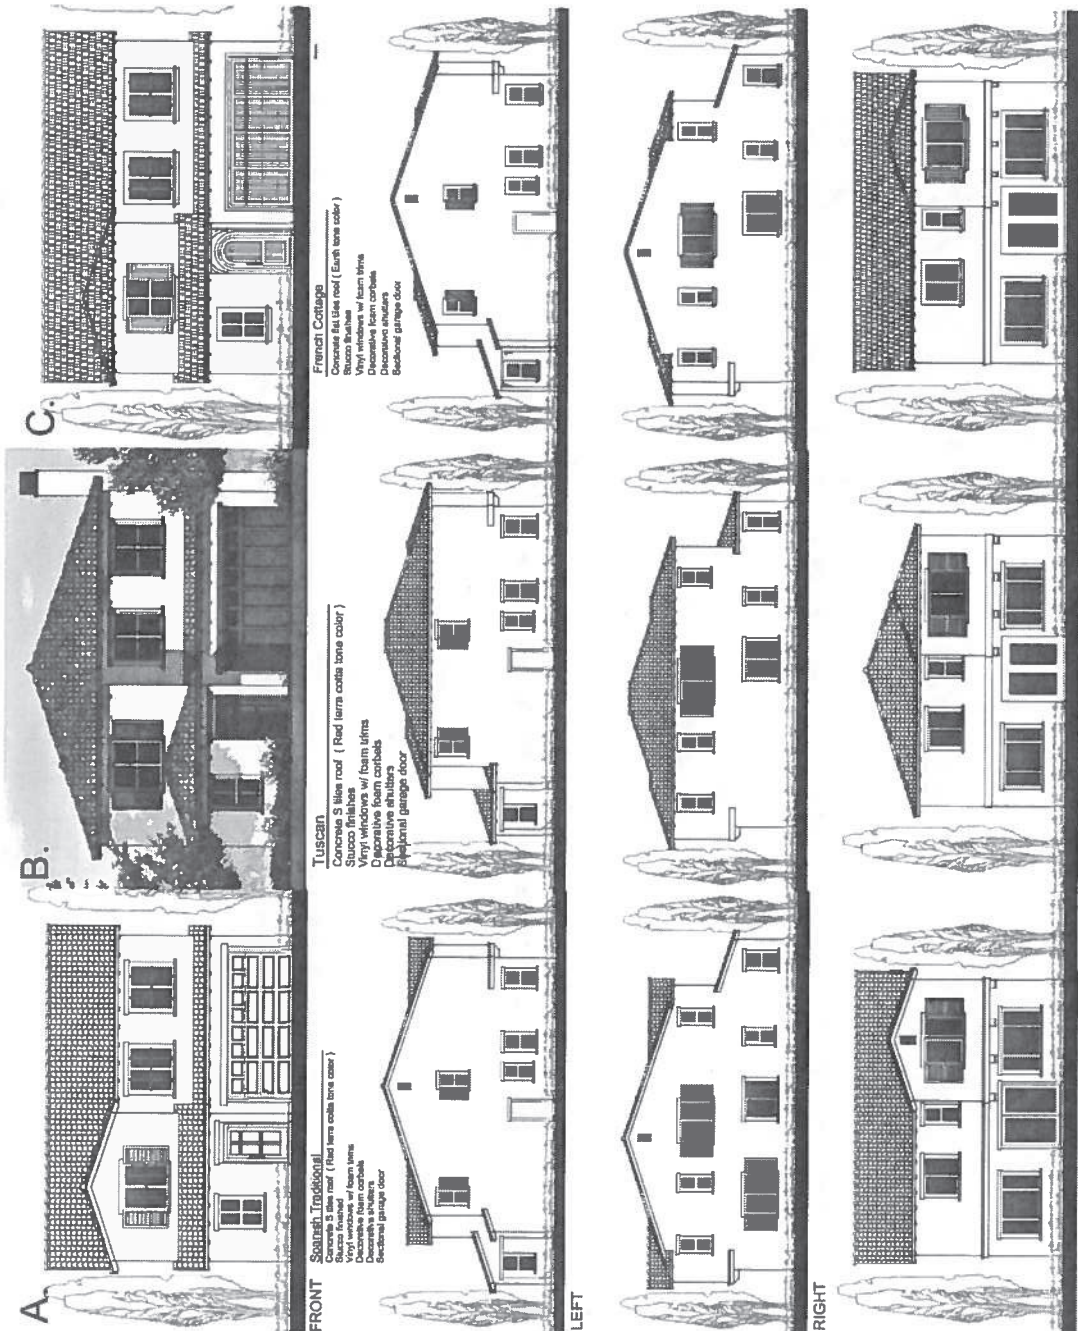 A.
B.
C.
FRONT
Spanish Traditional
Concrete S tiles roof ( Red terra cotta tone color )
Stucco finished
Vinyl windows w/ foam trims
Decorative foam corbels
Decorative shutters
Sectional garage door
Tuscan
Concrete S tiles roof ( Red terra cotta tone color )
Stucco finishes
Vinyl windows w/ foam trims
Decorative foam corbels
Decorative shutters
Sectional garage door
French Cottage
Concrete flat tiles roof ( Earth tone color )
Stucco finishes
Vinyl windows w/ foam trims
Decorative foam corbels
Decorative shutters
Sectional garage door
LEFT
RIGHT